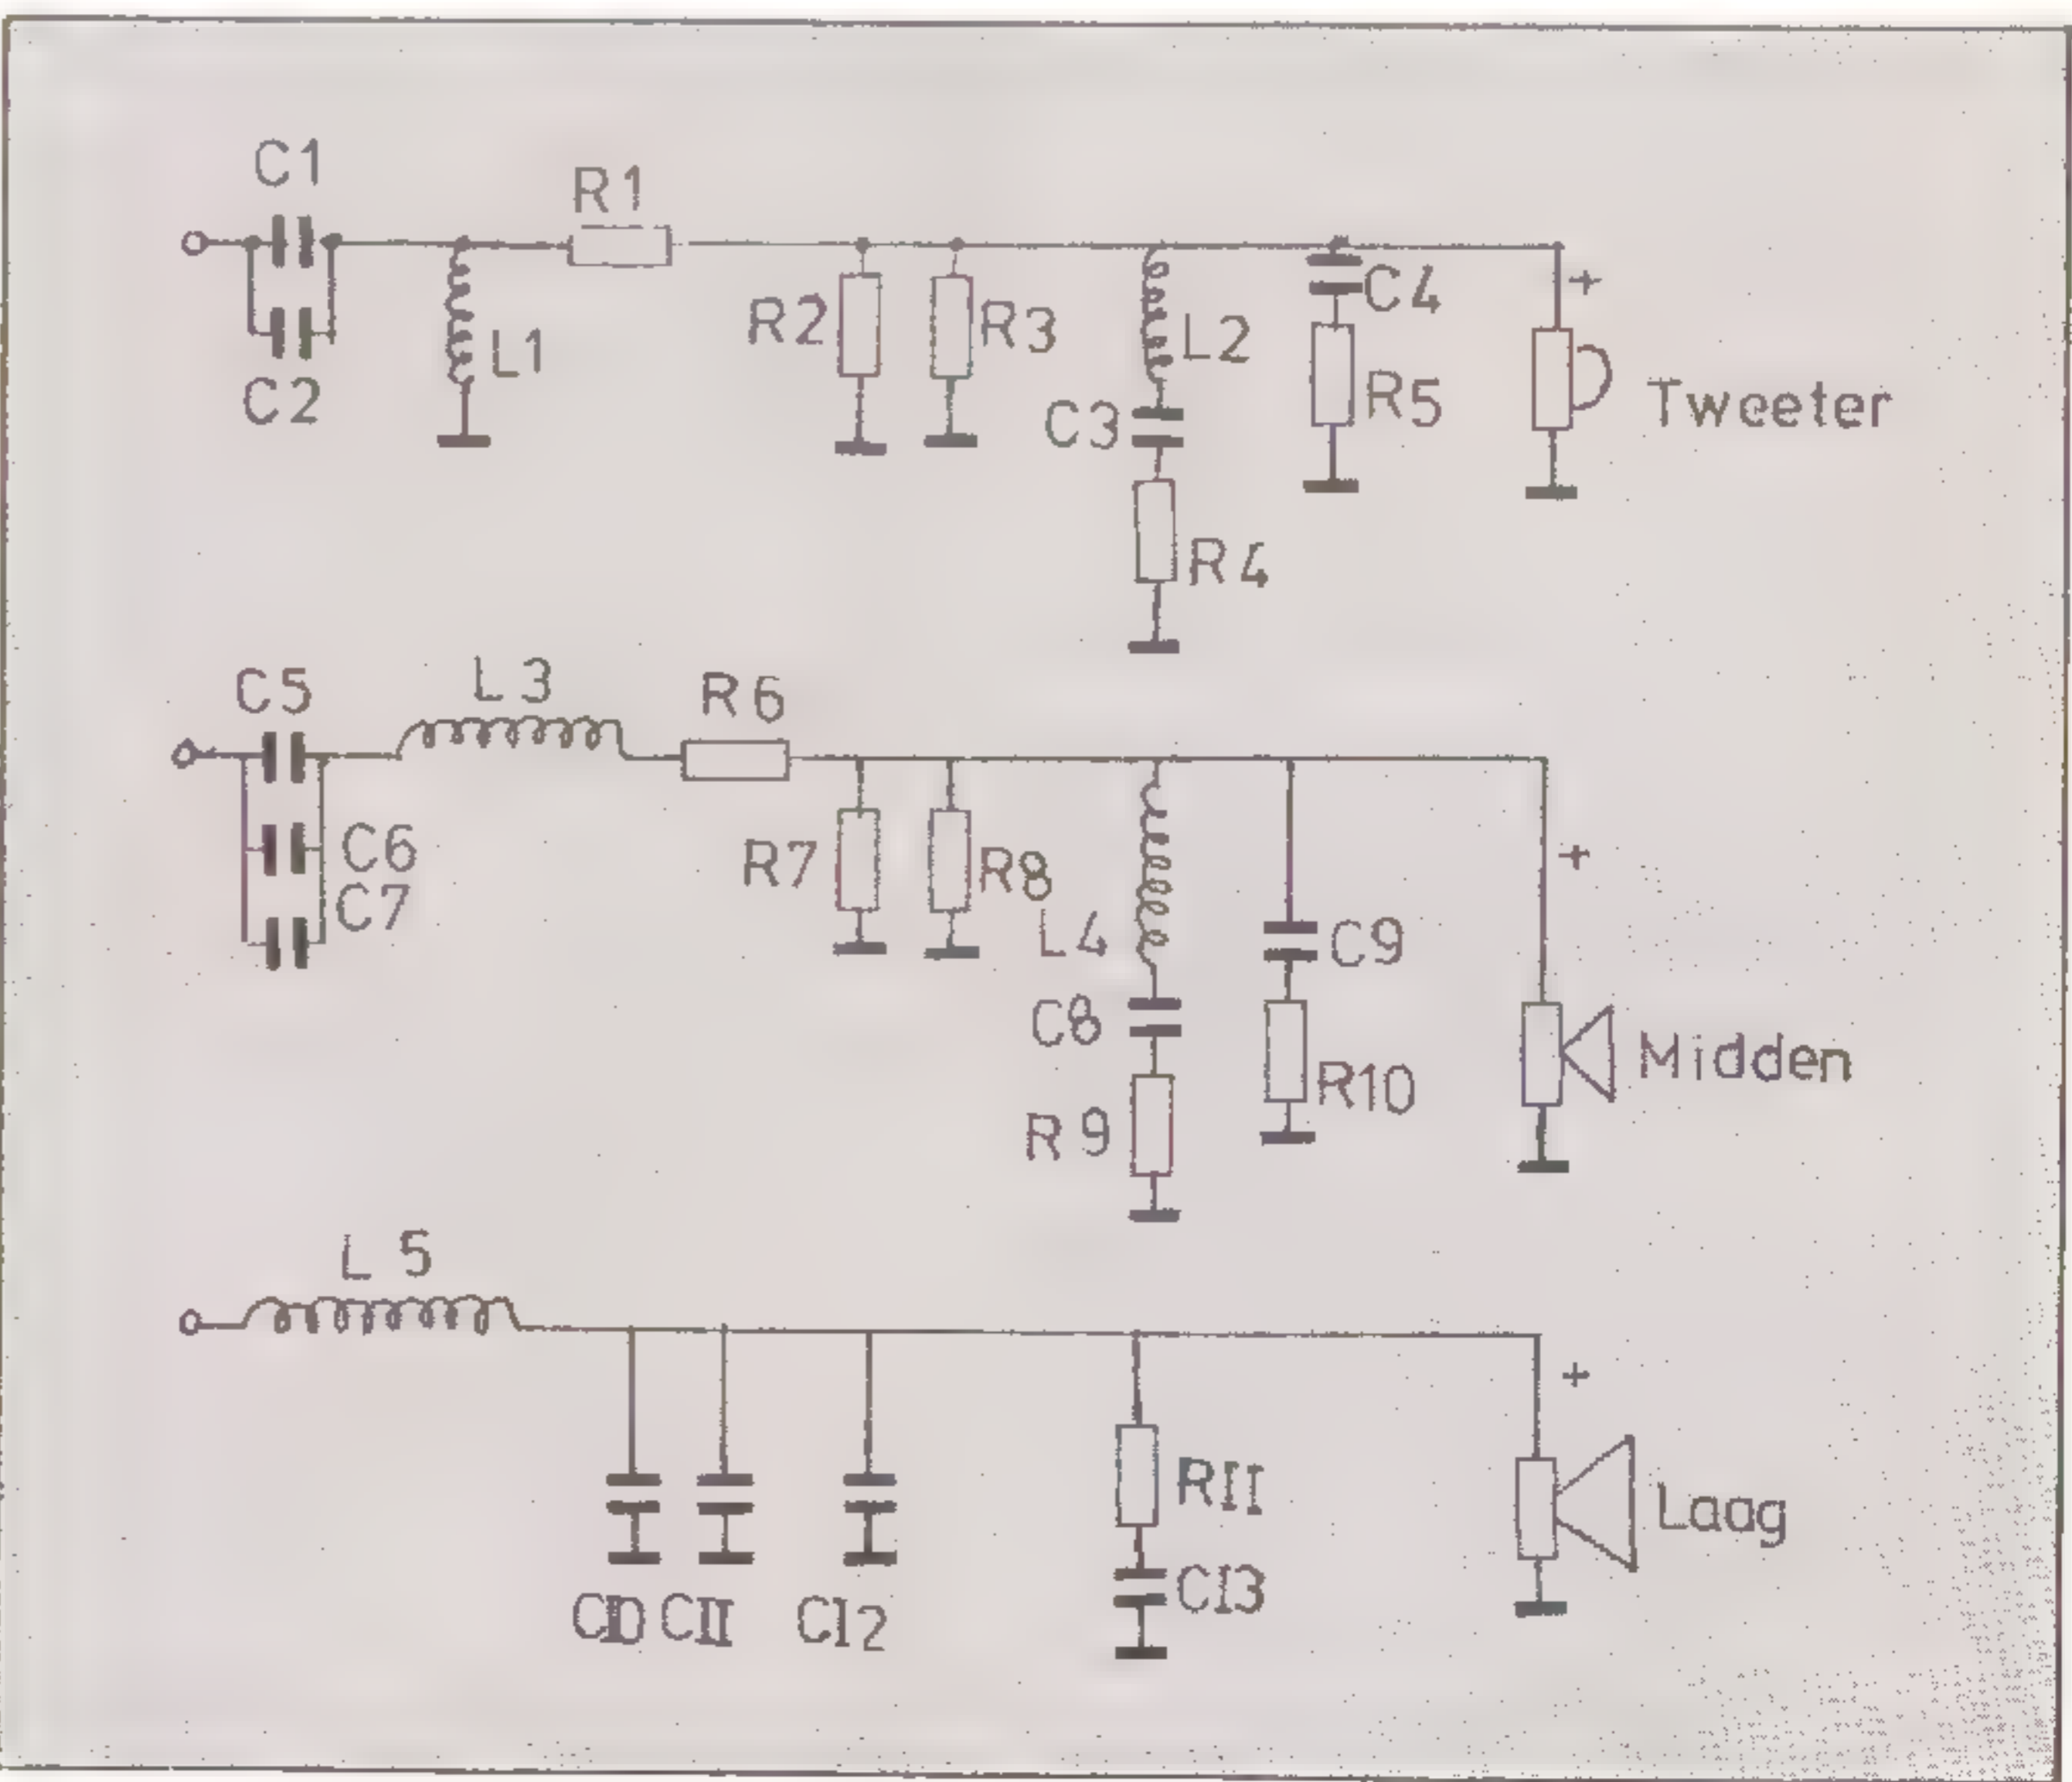 C1
R1
C2
L1
R2
R3
L2
C4
+
R5
Tweeter
C3
R4
C5
L3
R6
C6
C7
R7
R8
L4
C9
+
C8
R10
Midden
R9
L5
+
R11
Laag
C10 C11 C12
C13